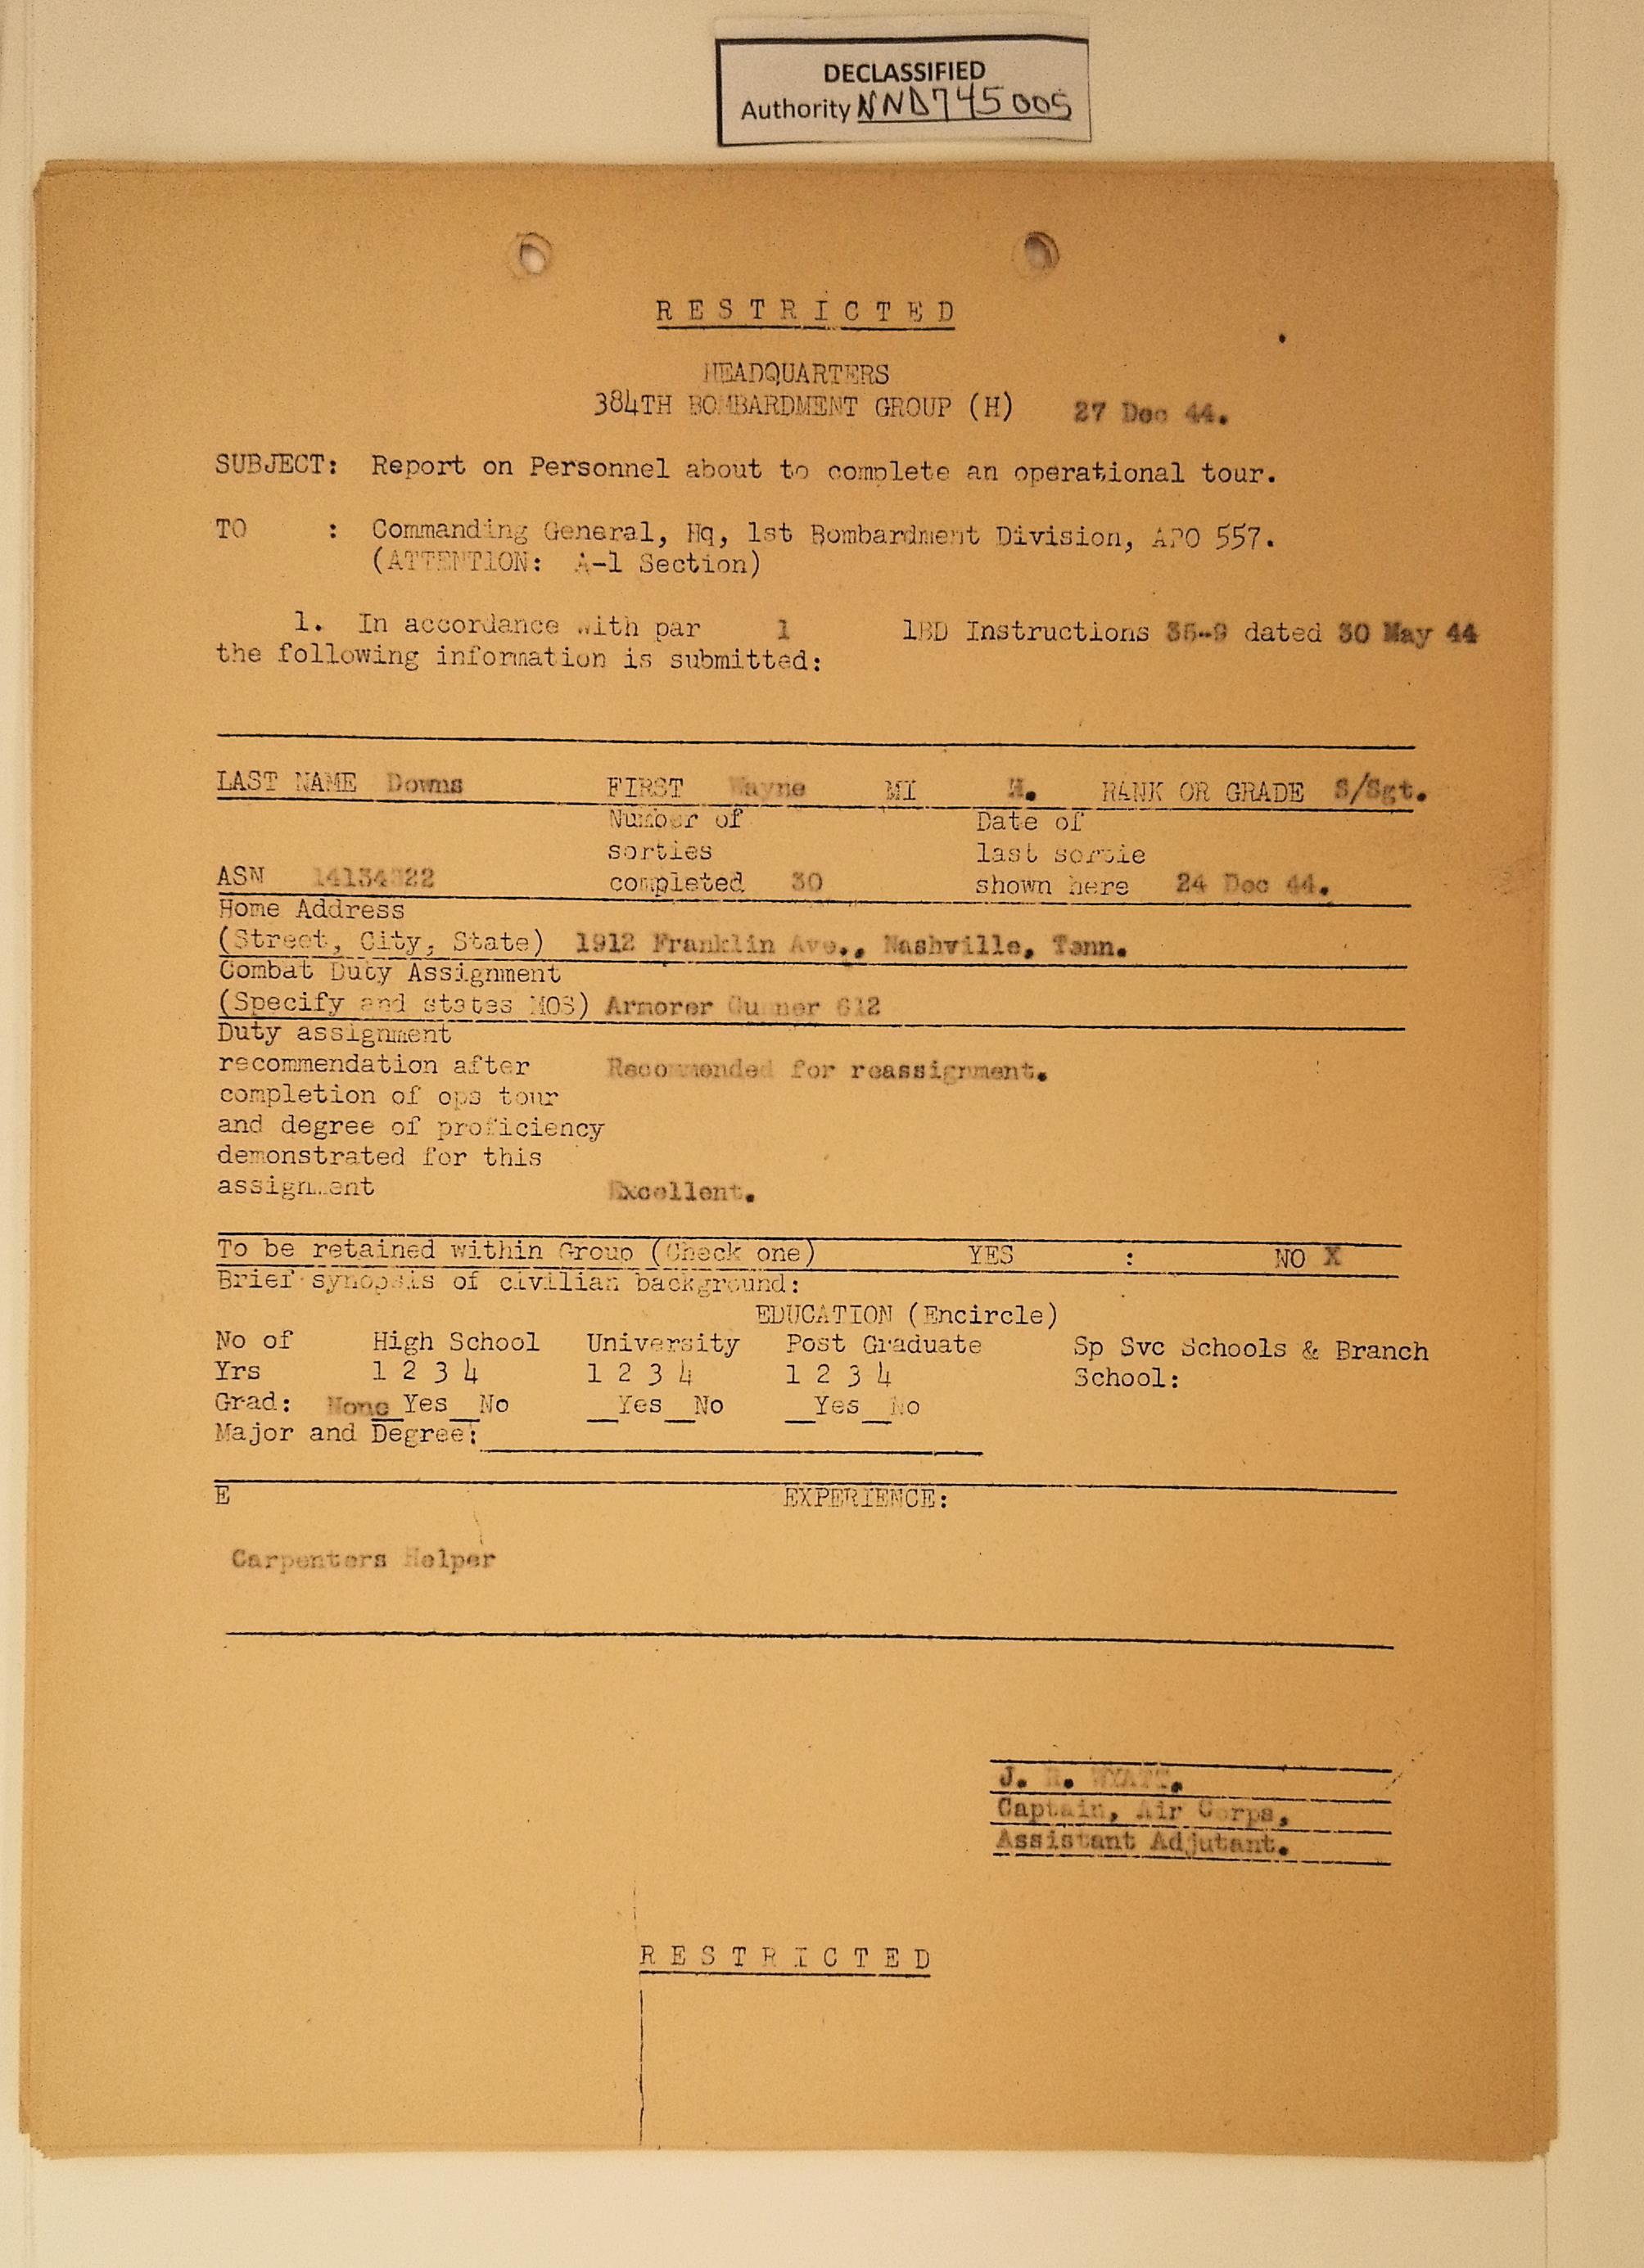 DECLASSIFIED
Authority NND745005
RESTRICTED
HEADQUARTERS
384TH BOMBARDMENT GROUP (H) 27 Dec 44.
SUBJECT: Report on Personnel about to complete an operational tour.
TO : Commanding General, Hq, 1st Bombardment Division, APO 557.
(ATTENTION: A-1 Section)
1. In accordance with par 1 1BD Instructions 35-9 dated 30 May 44
the following information is submitted:
LAST NAME Downs FIRST Wayne MI RANK OR GRADE S/Sgt.
Number of Date of
sorties last sortie
ASN completed 30 shown here 24 Dec 44.
Home Address
(Street, City, State) 1912 Franklin Ave., Nashville, Tenn.
Combat Duty Assignment
(Specify and states MOS) Armorer Gunner 612
Duty assignment
recommendation after Recommended for reassignment.
completion of ops tour
and degree of proficiency
demonstrated for this
assignment Excellent.
To be retained within Group (Check one) YES : NO X
Brief synopsis of civilian background:
EDUCATION (Encircle)
No of High School University Post Graduate Sp Svc Schools & Branch
Yrs 1 2 3 4 1 2 3 4 1 2 3 4 School:
Grad: None Yes__No __Yes__No __Yes__No
Major and Degree:
E EXPERIENCE:
Carpenters Helper
J. WYATT.
Captain, Air Corps,
Assistant Adjutant.
RESTRICTED